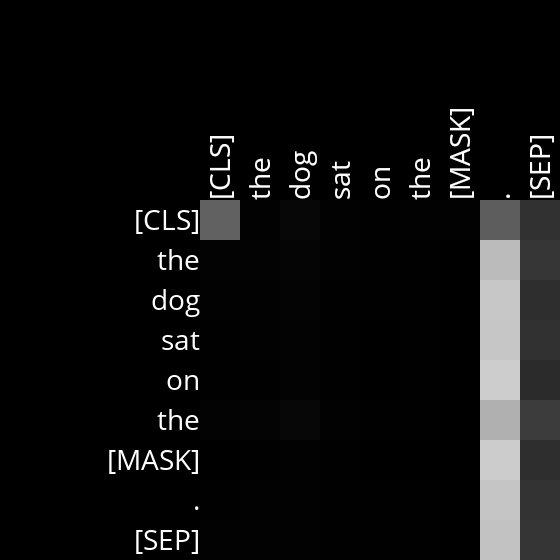 [CLS] the dog sat on the [MASK] . [SEP]
[CLS]
the
dog
sat
on
the
[MASK]
.
[SEP]